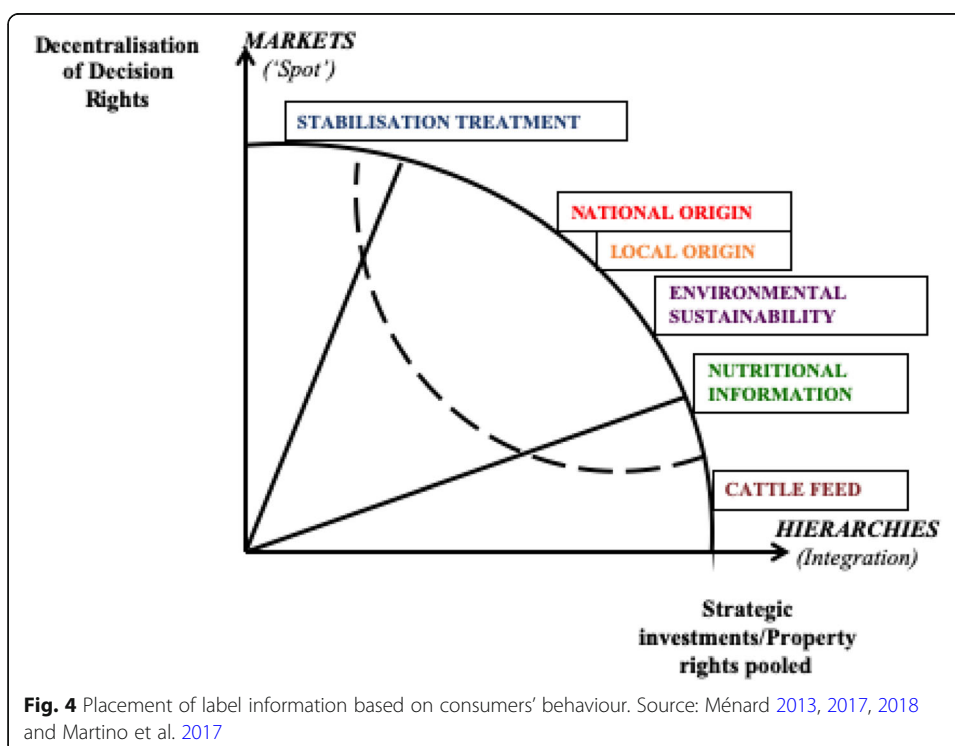 Decentralisation
of Decision
Rights
MARKETS
('Spot')
STABILISATION TREATMENT
NATIONAL ORIGIN
LOCAL ORIGIN
ENVIRONMENTAL
SUSTAINABILITY
NUTRITIONAL
INFORMATION
CATTLE FEED
HIERARCHIES
(Integration)
Strategic
investments/Property
rights pooled
Fig. 4 Placement of label information based on consumers' behaviour. Source: Ménard 2013, 2017, 2018
and Martino et al. 2017